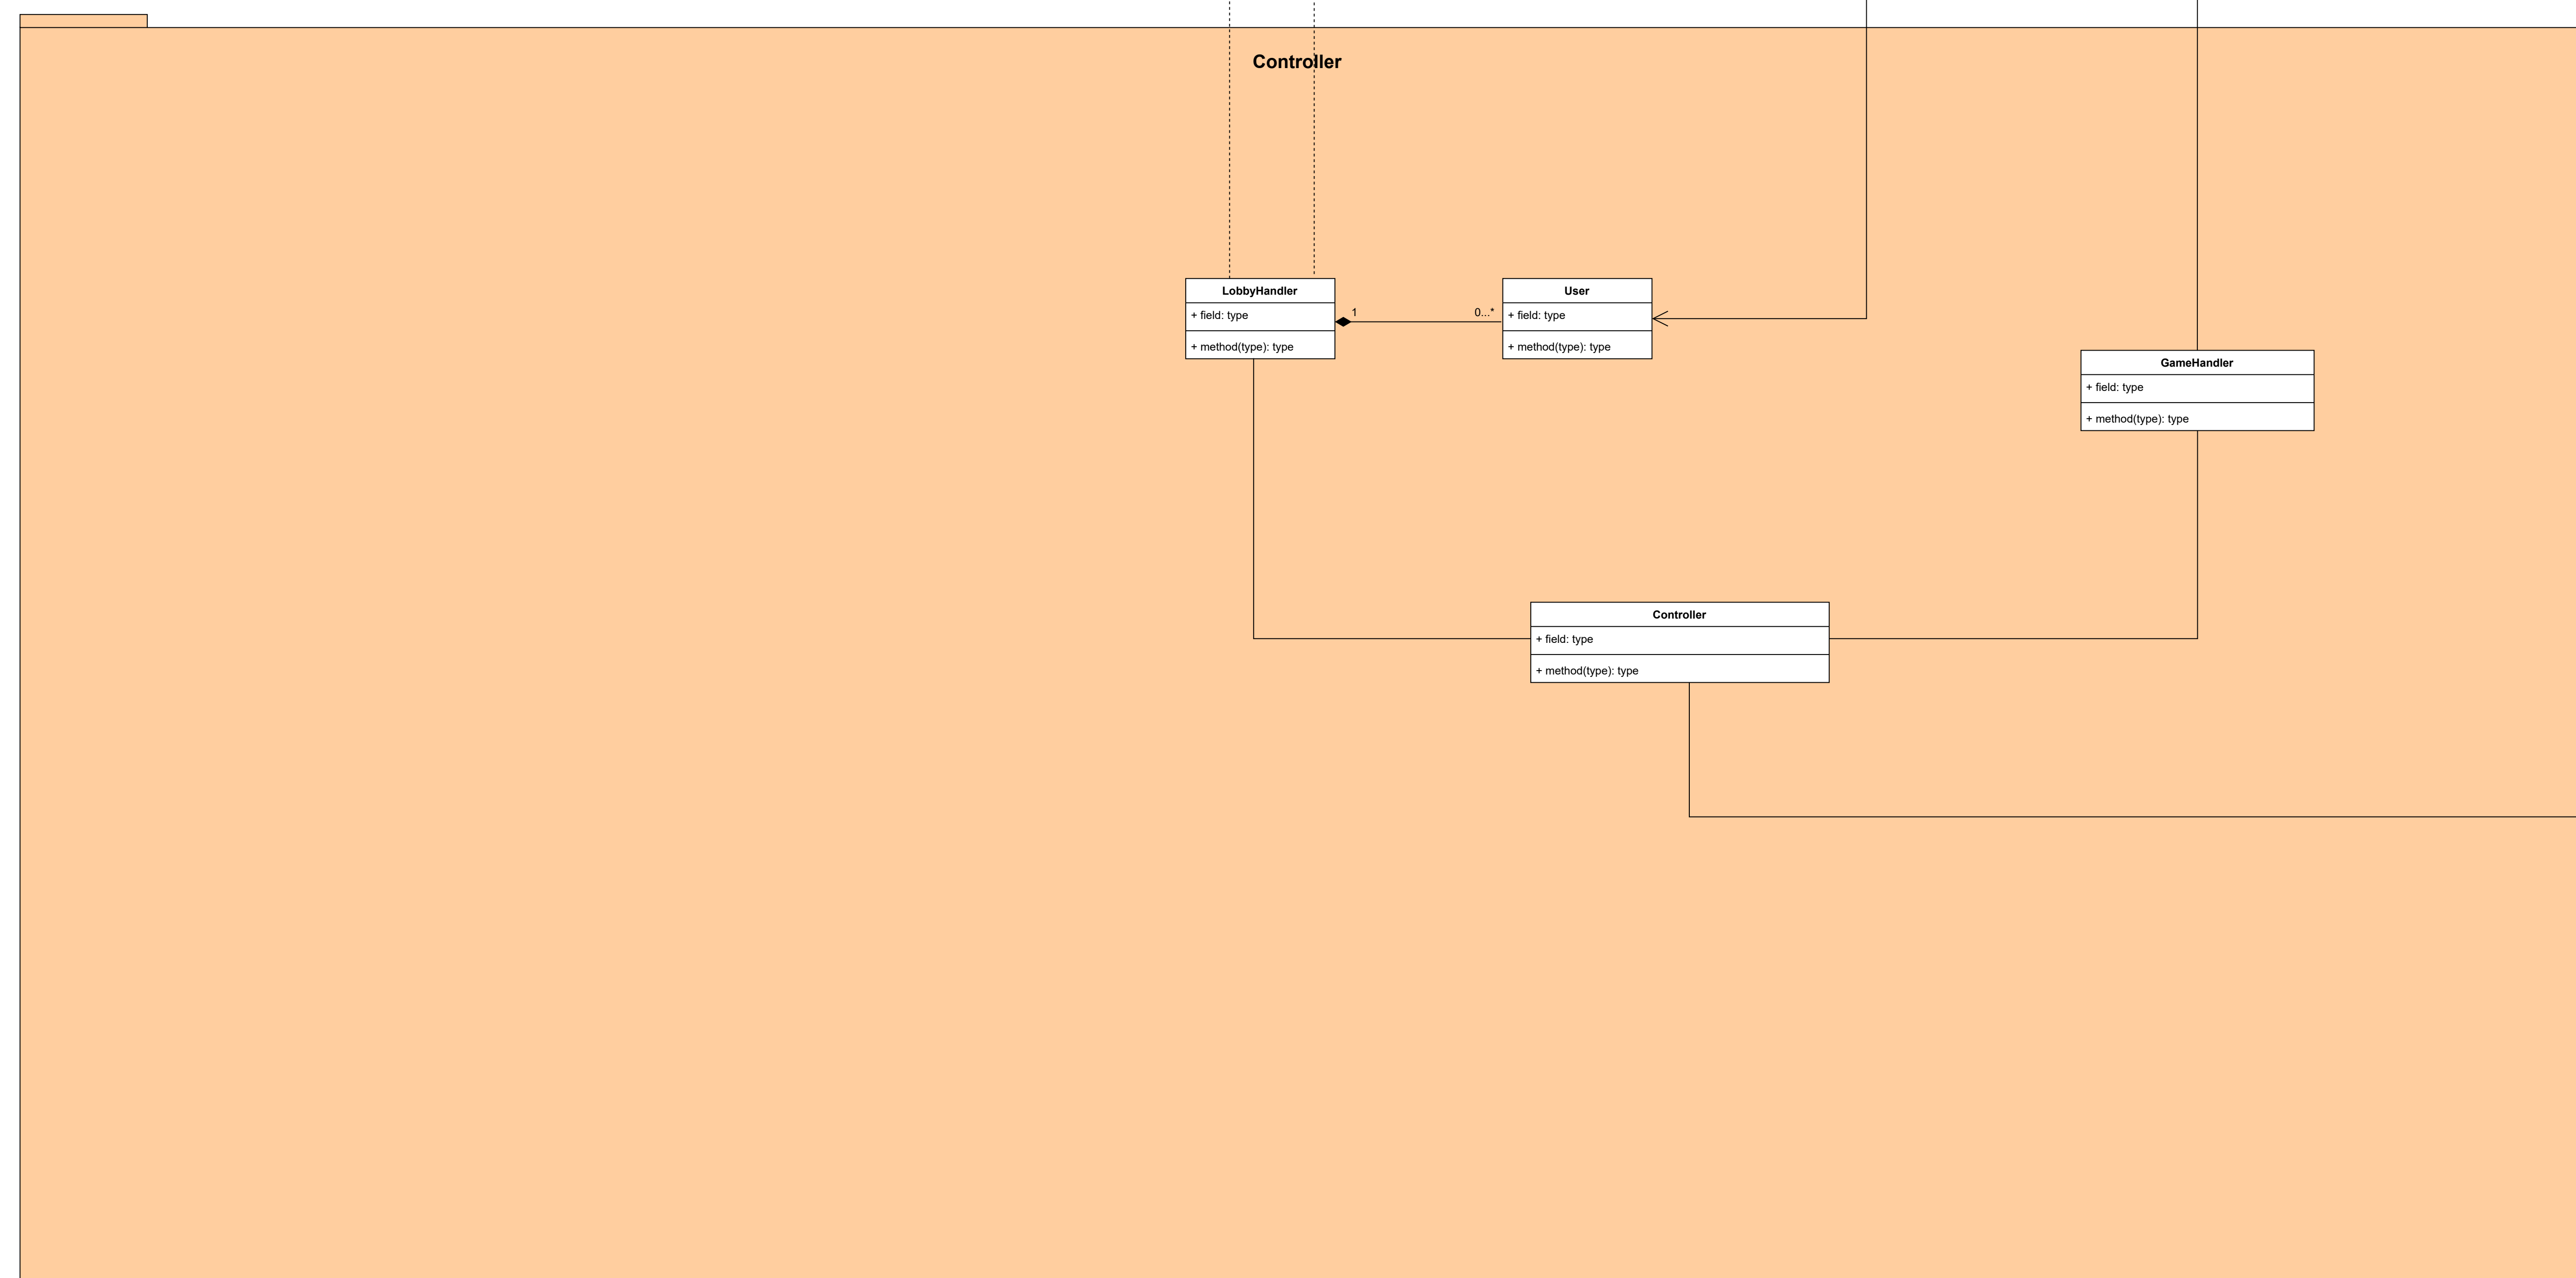 Controller
LobbyHandler
+ field: type
+ method(type): type
1
0...*
User
+ field: type
+ method(type): type
GameHandler
+ field: type
+ method(type): type
Controller
+ field: type
+ method(type): type